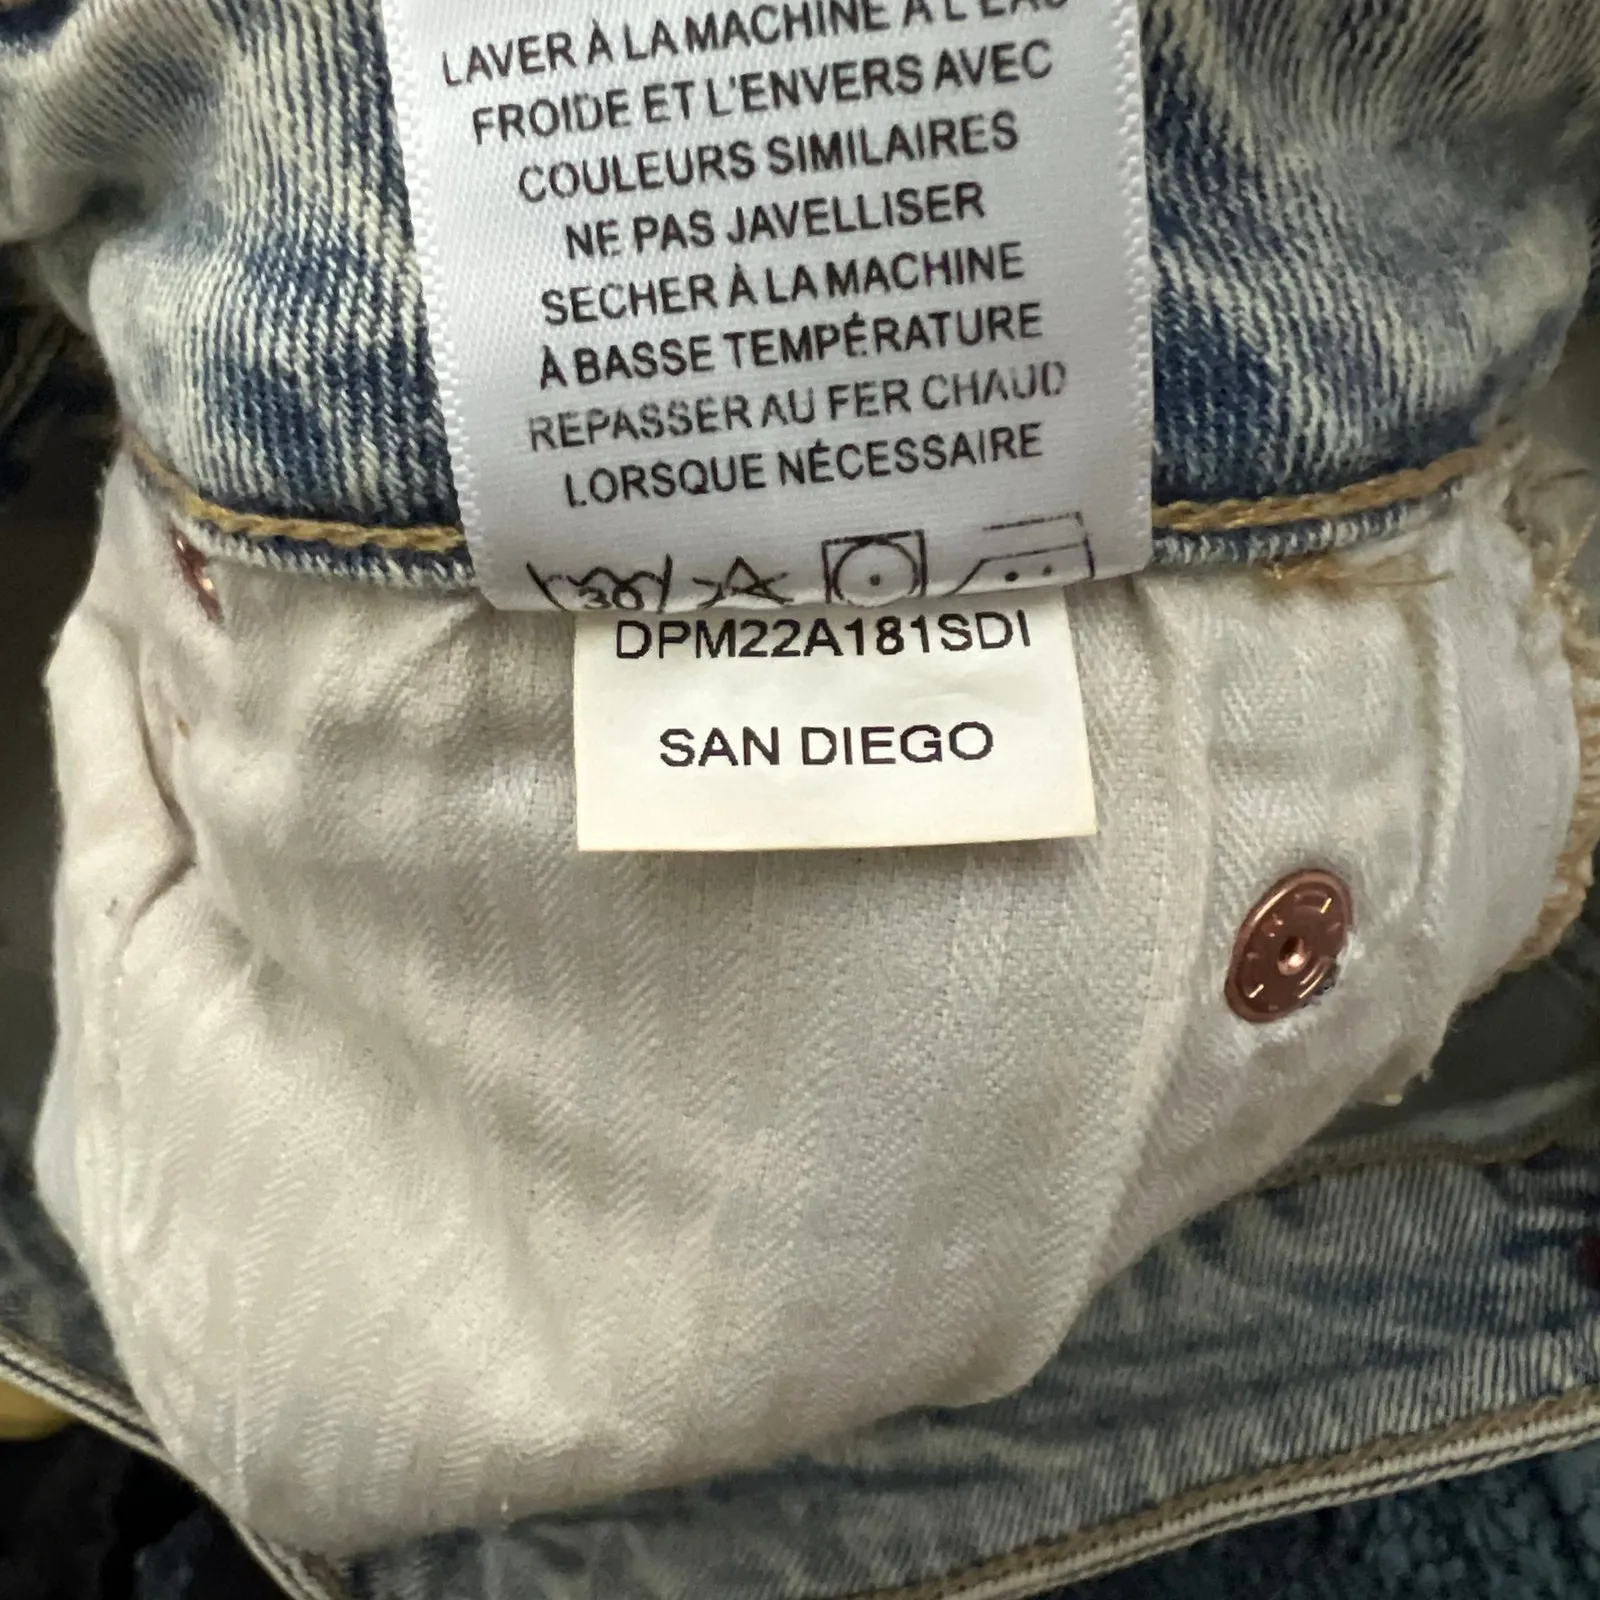 LAVER À LA MACHINE À L'EAU
FROIDE ET L'ENVERS AVEC
COULEURS SIMILAIRES
NE PAS JAVELLISER
SECHER À LA MACHINE
À BASSE TEMPÉRATURE
REPASSER AU FER CHAUD
LORSQUE NÉCESSAIRE
30
DPM22A181SDI
SAN DIEGO